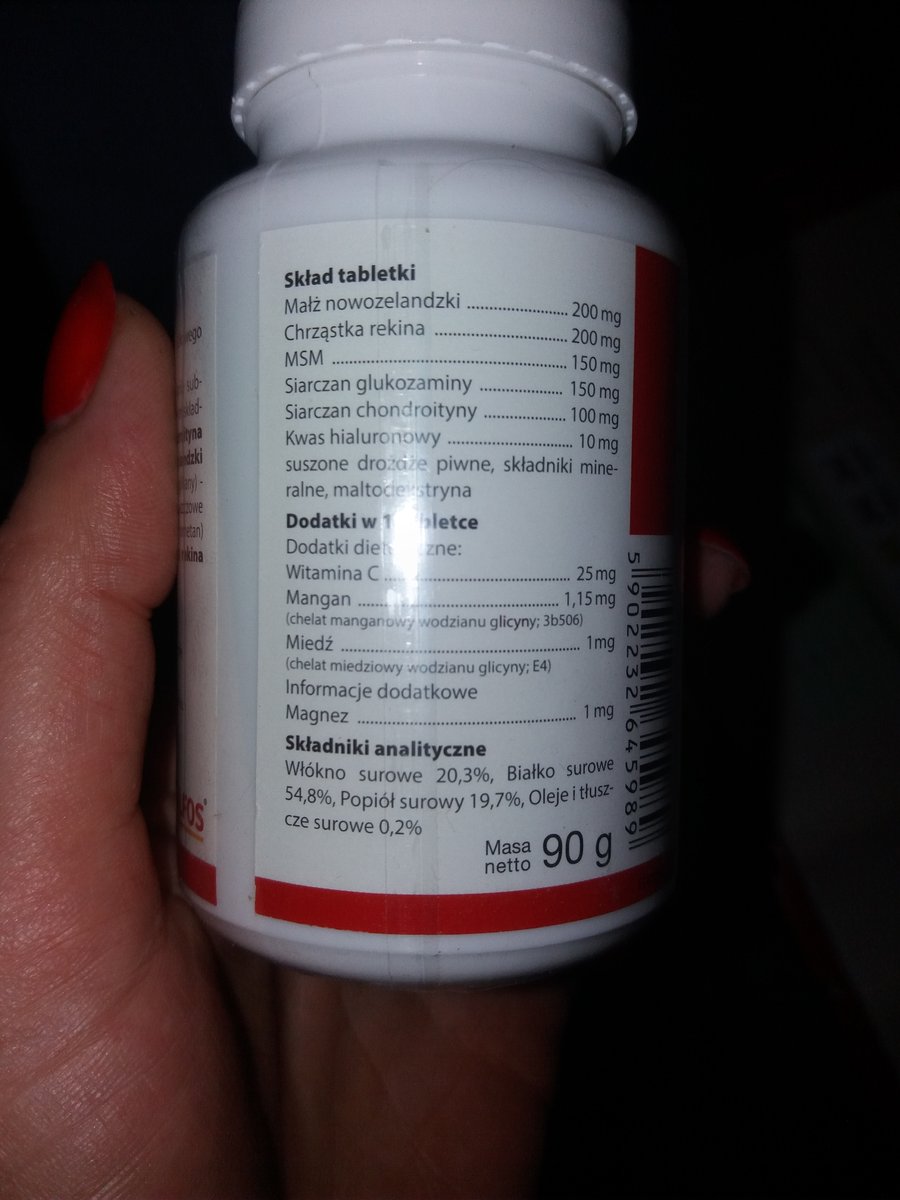 Skład tabletki
Małż nowozelandzki ........................ 200 mg
Chrząstka rekina ........................ 200 mg
MSM ........................ 150 mg
Siarczan glukozaminy ........................ 150 mg
Siarczan chondroityny ........................ 100 mg
Kwas hialuronowy ........................ 10 mg
suszone drożdże piwne, składniki mine-
ralne, maltodekstryna
Dodatki w 1 tabletce
Dodatki dietetyczne:
Witamina C ........................ 25 mg
Mangan ........................ 1,15 mg
(chelat manganowy wodzianu glicyny; 3b506)
Miedź ........................ 1mg
(chelat miedziowy wodzianu glicyny; E4)
Informacje dodatkowe
Magnez ........................ 1 mg
Składniki analityczne
Włókno surowe 20,3%, Białko surowe
54,8%, Popiół surowy 19,7%, Oleje i tłusz-
cze surowe 0,2%
Masa
netto 90 g
5 902232 645989
sub-
FOS®